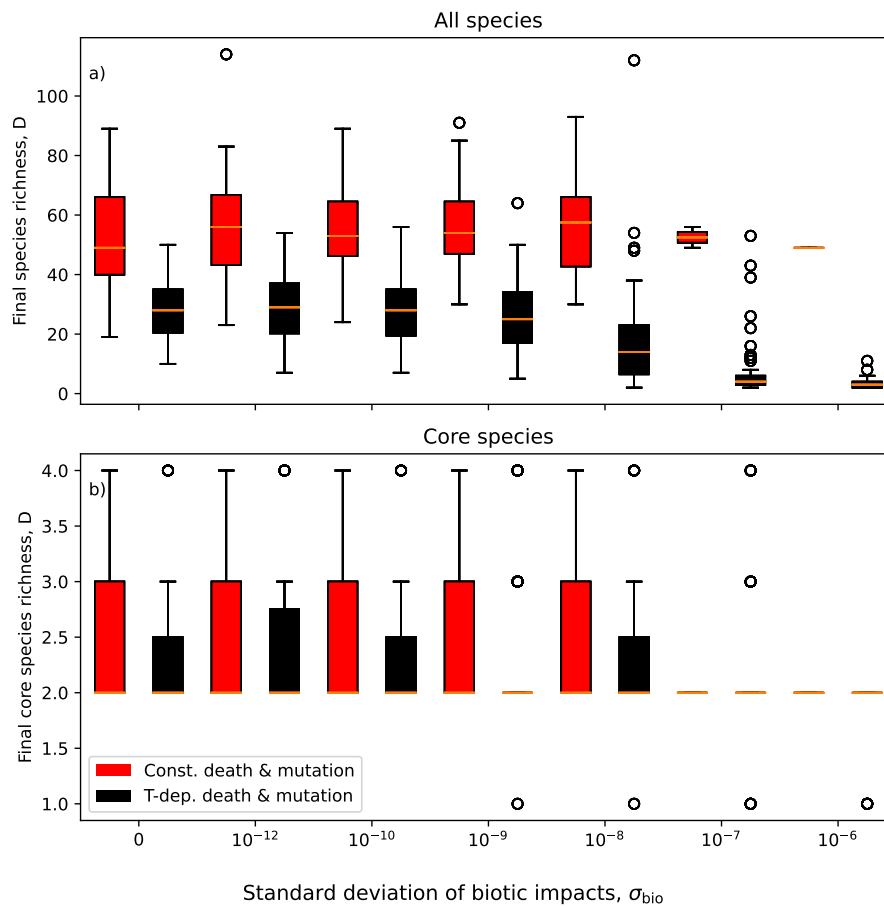 All species
a)
Final species richness, D
100
80
60
40
20
0
Core species
b)
Final core species richness, D
4.0
3.5
3.0
2.5
2.0
1.5
1.0
Const. death & mutation
T-dep. death & mutation
0 10⁻¹² 10⁻¹⁰ 10⁻⁹ 10⁻⁸ 10⁻⁷ 10⁻⁶
Standard deviation of biotic impacts, σbio